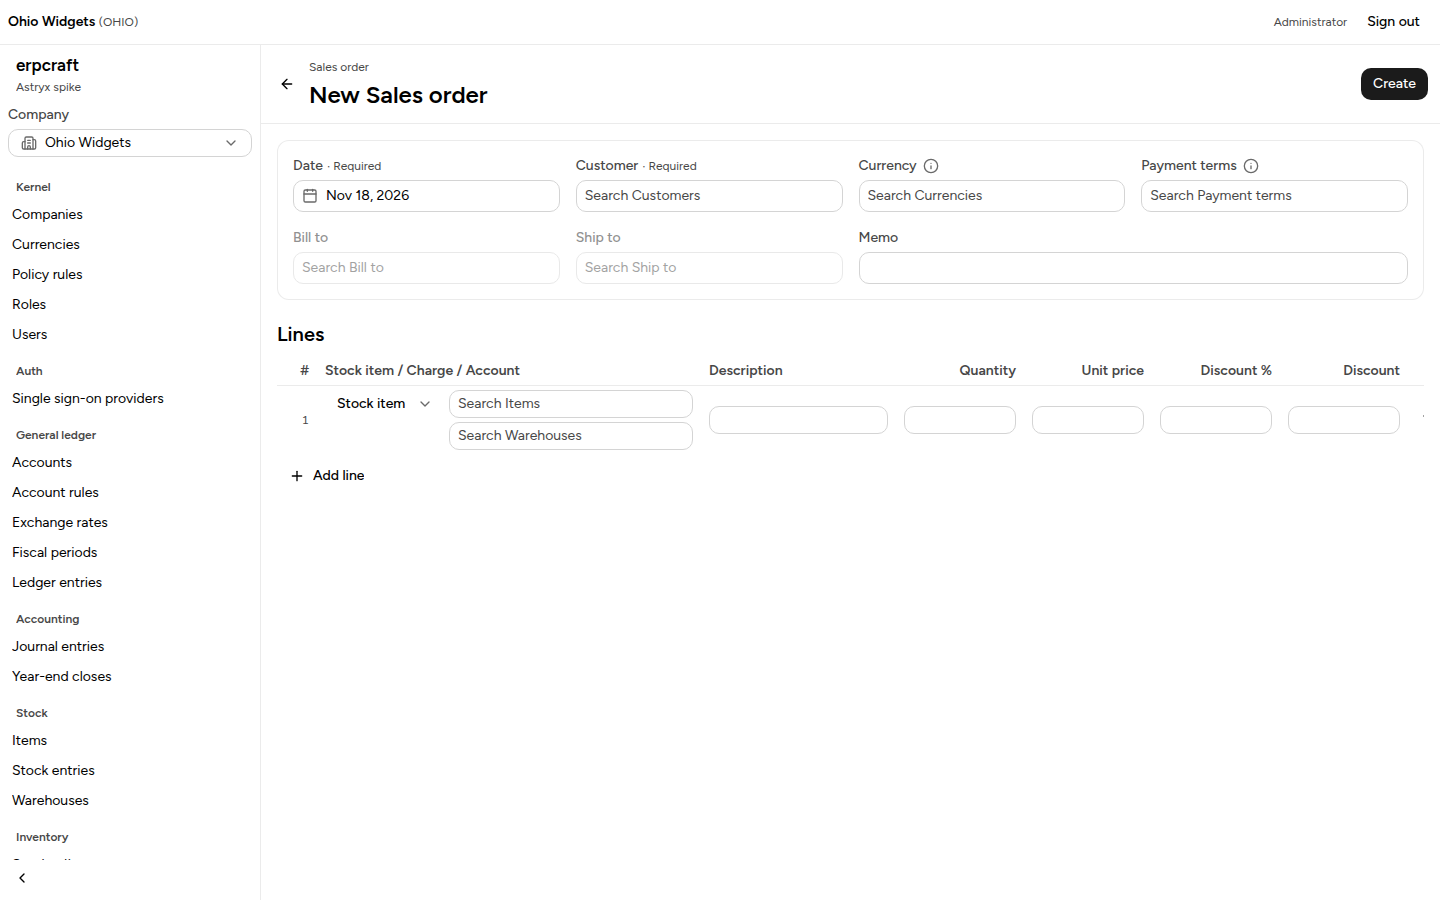 Ohio Widgets (OHIO)
Administrator
Sign out
erpcraft
Astryx spike
Company
Ohio Widgets
Kernel
Companies
Currencies
Policy rules
Roles
Users
Auth
Single sign-on providers
General ledger
Accounts
Account rules
Exchange rates
Fiscal periods
Ledger entries
Accounting
Journal entries
Year-end closes
Stock
Items
Stock entries
Warehouses
Inventory
Sales order
New Sales order
Create
Date · Required
Customer · Required
Currency
Payment terms
Nov 18, 2026
Search Customers
Search Currencies
Search Payment terms
Bill to
Ship to
Memo
Search Bill to
Search Ship to
Lines
# Stock item / Charge / Account Description Quantity Unit price Discount % Discount
1 Stock item Search Items
Search Warehouses
Add line